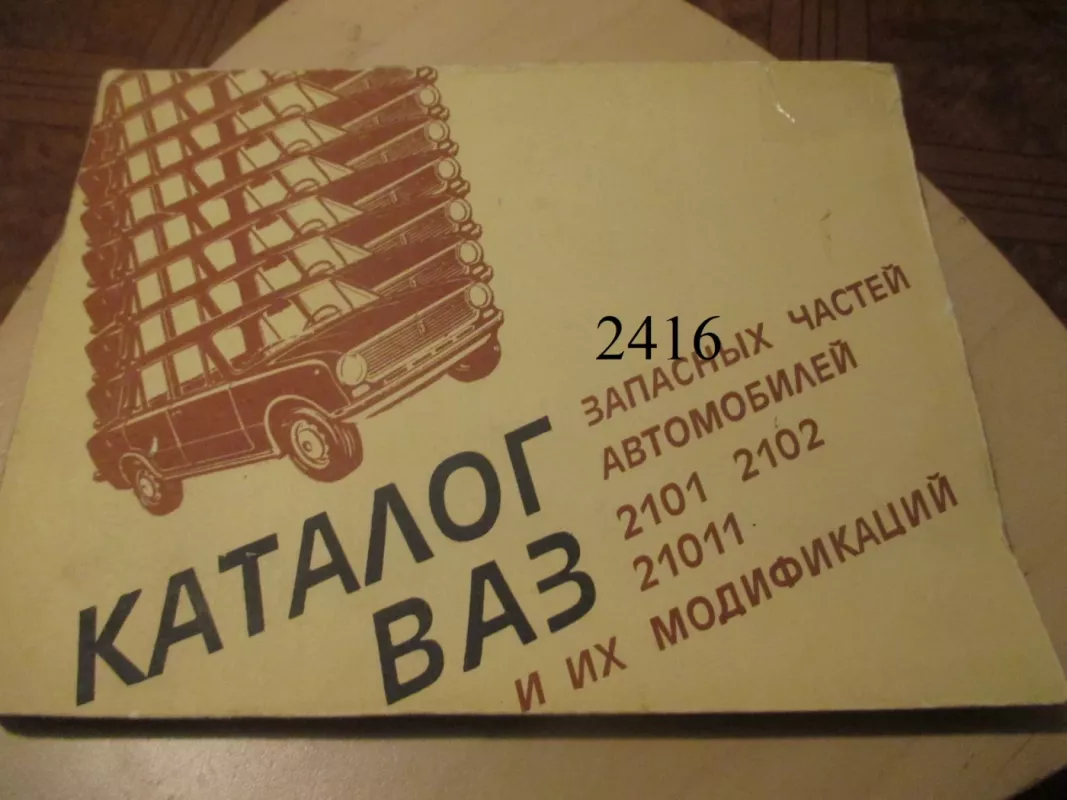 2416
ЗАПАСНЫХ ЧАСТЕЙ
АВТОМОБИЛЕЙ
2101 2102
21011
И ИХ МОДИФИКАЦИЙ
КАТАЛОГ
ВАЗ